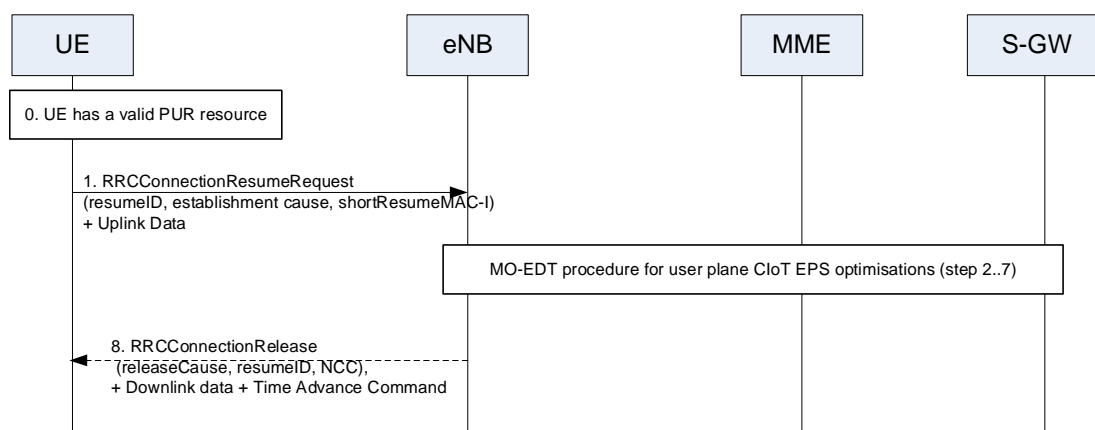 UE
eNB
MME
S-GW
0. UE has a valid PUR resource
1. RRCConnectionResumeRequest
(resumeID, establishment cause, shortResumeMAC-I)
+ Uplink Data
MO-EDT procedure for user plane CIoT EPS optimisations (step 2..7)
8. RRCConnectionRelease
(releaseCause, resumeID, NCC),
+ Downlink data + Time Advance Command